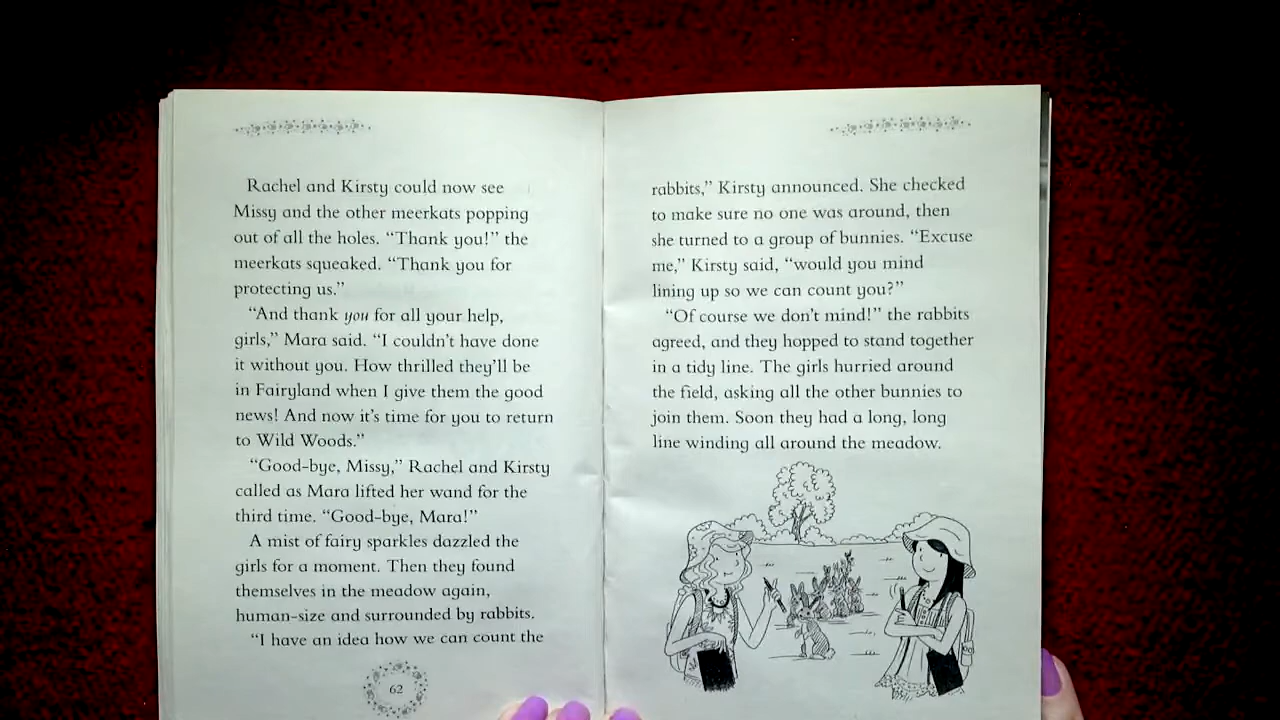 Rachel and Kirsty could now see
Missy and the other meerkats popping
out of all the holes. “Thank you!” the
meerkats squeaked. “Thank you for
protecting us.”
“And thank you for all your help,
girls,” Mara said. “I couldn’t have done
it without you. How thrilled they’ll be
in Fairyland when I give them the good
news! And now it’s time for you to return
to Wild Woods.”
“Good-bye, Missy,” Rachel and Kirsty
called as Mara lifted her wand for the
third time. “Good-bye, Mara!”
A mist of fairy sparkles dazzled the
girls for a moment. Then they found
themselves in the meadow again,
human-size and surrounded by rabbits.
“I have an idea how we can count the
62
rabbits,” Kirsty announced. She checked
to make sure no one was around, then
she turned to a group of bunnies. “Excuse
me,” Kirsty said, “would you mind
lining up so we can count you?”
“Of course we don’t mind!” the rabbits
agreed, and they hopped to stand together
in a tidy line. The girls hurried around
the field, asking all the other bunnies to
join them. Soon they had a long, long
line winding all around the meadow.